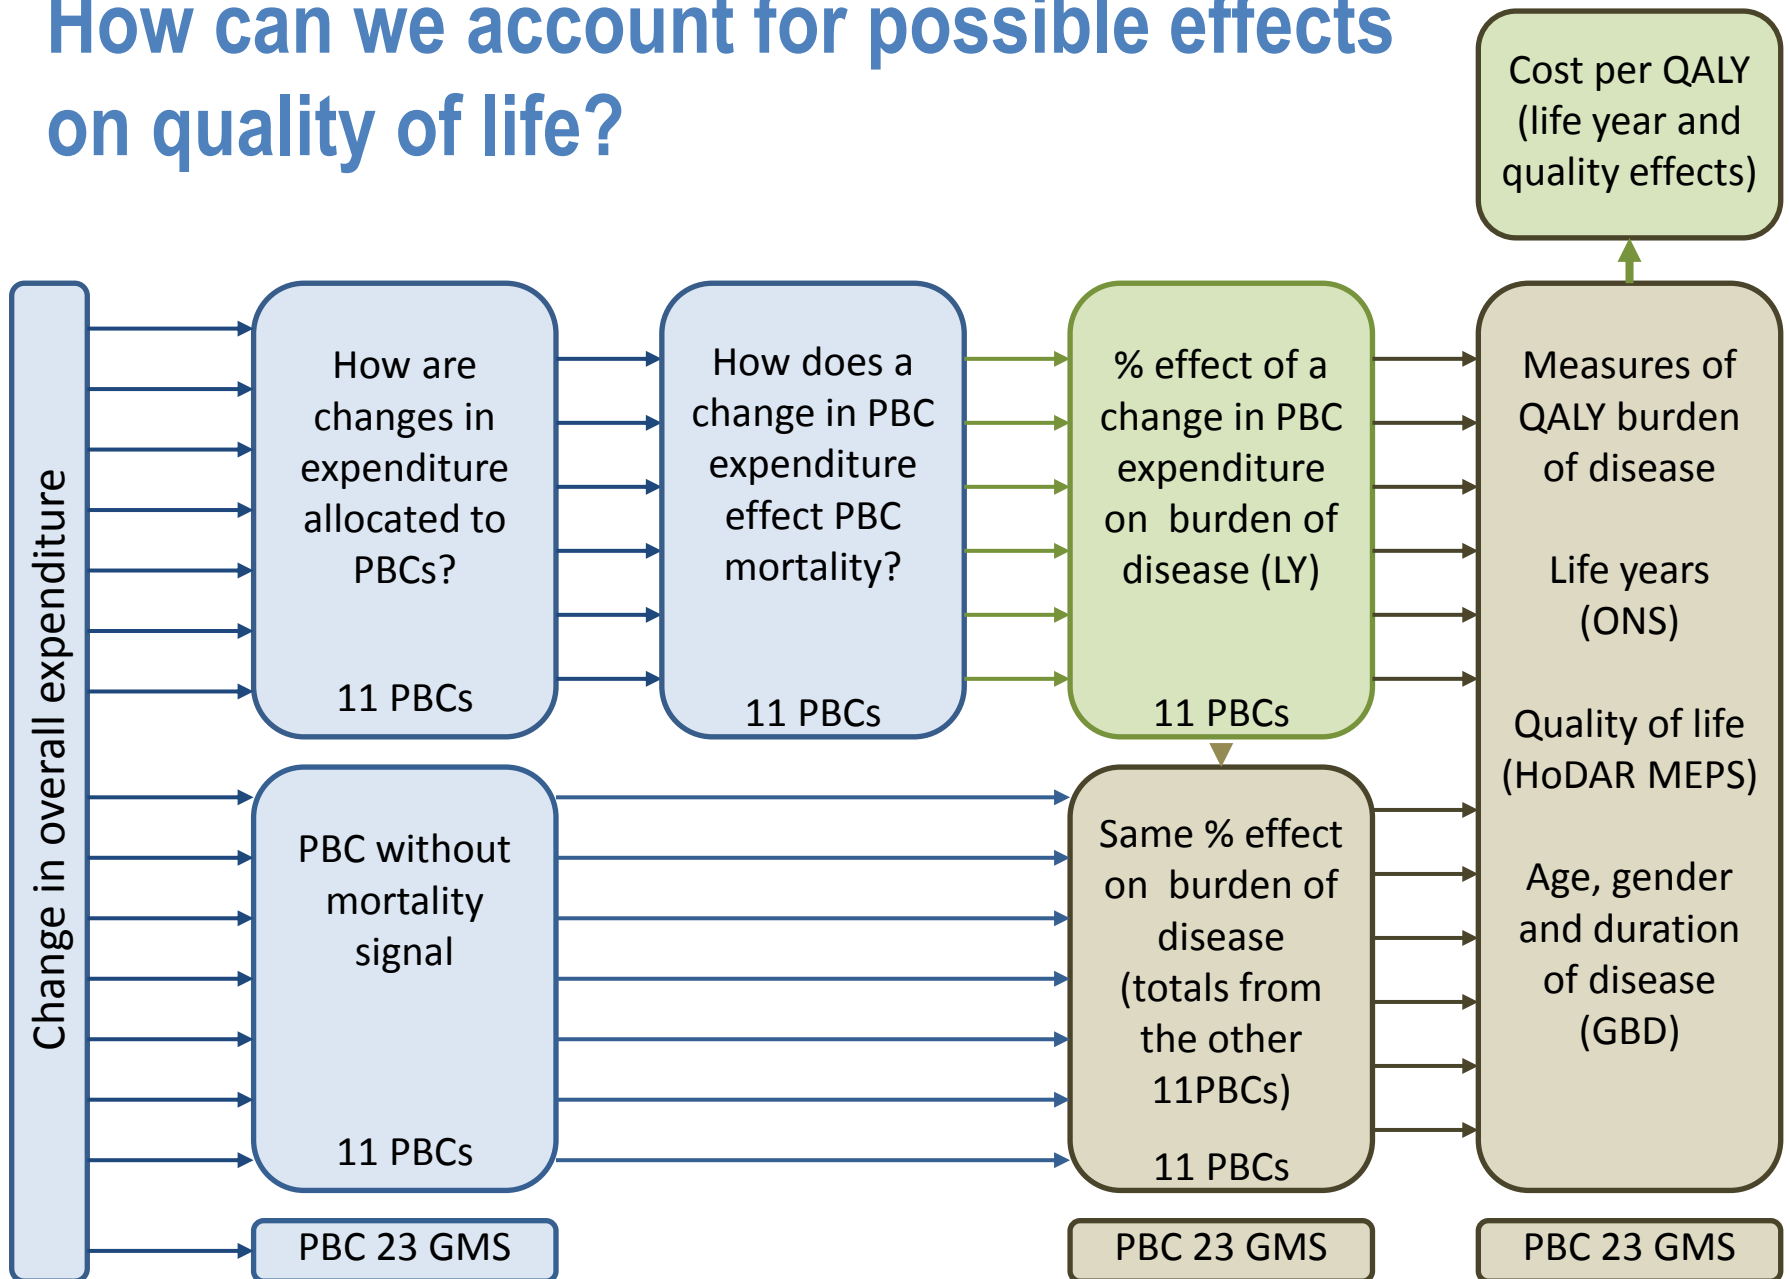 How can we account for possible effects
on quality of life?
Cost per QALY
(life year and
quality effects)
Change in overall expenditure
How are
changes in
expenditure
allocated to
PBCs?
11 PBCs
How does a
change in PBC
expenditure
effect PBC
mortality?
11 PBCs
% effect of a
change in PBC
expenditure
on burden of
disease (LY)
11 PBCs
Measures of
QALY burden
of disease
Life years
(ONS)
Quality of life
(HoDAR MEPS)
Age, gender
and duration
of disease
(GBD)
PBC without
mortality
signal
11 PBCs
Same % effect
on burden of
disease
(totals from
the other
11PBCs)
11 PBCs
PBC 23 GMS
PBC 23 GMS
PBC 23 GMS